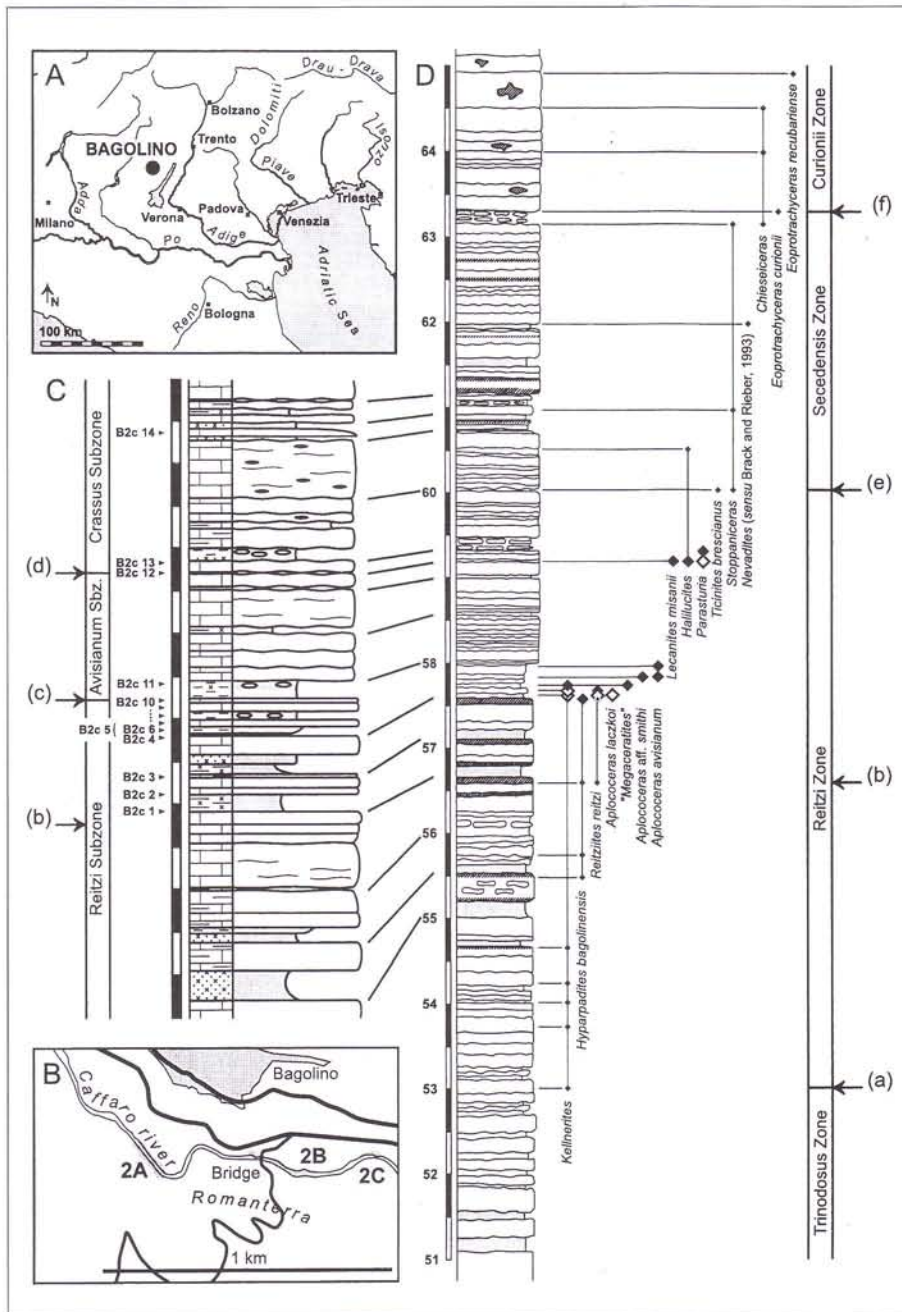 A
Drau - Drava
Bolzano
Dolomiti
Isonzo
Trento
BAGOLINO
Piave
Adda
Trieste
Milano
Verona
Padova
Venezia
Po
Adige
Adriatic Sea
N
Reno
Bologna
100 km
C
Crassus Subzone
Avisianum Sbz.
Reitzi Subzone
(d)
(c)
(b)
B2c 14
B2c 13
B2c 12
B2c 11
B2c 10
B2c 5
B2c 6
B2c 4
B2c 3
B2c 2
B2c 1
B
Bagolino
Caffaro river
2A
Bridge
2B
2C
Romanterra
1 km
D
64
63
62
60
58
57
56
55
54
53
52
51
Kellnerites
Hyparpadites bagolinensis
Reitziites reitzi
Aplococeras laczkoi
"Megaceratites"
Aplococeras aff. smithi
Aplococeras avisianum
Lecanites misanii
Halilucites
Parasturia
Ticinites brescianus
Stoppaniceras
Nevadites (sensu Brack and Rieber, 1993)
Chieseiceras
Eoprotrachyceras curionii
Eoprotrachyceras recubariense
Curionii Zone
Secedensis Zone
Reitzi Zone
Trinodosus Zone
(f)
(e)
(b)
(a)